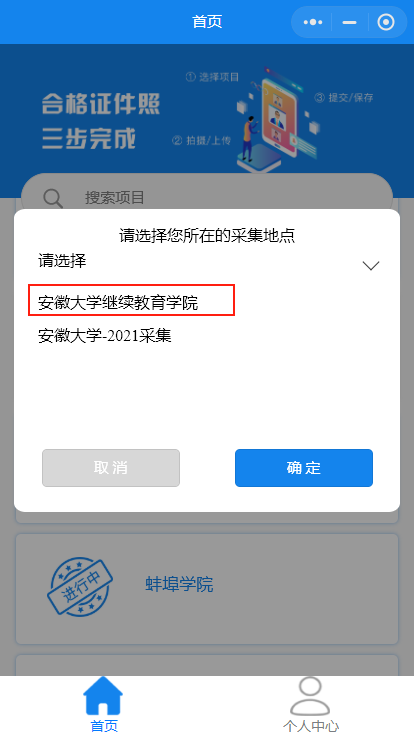 首页
合格证件照
三步完成
① 选择项目
② 拍摄/上传
③ 提交/保存
搜索项目
请选择您所在的采集地点
请选择
安徽大学继续教育学院
安徽大学-2021采集
取消
确定
进行中
蚌埠学院
首页
个人中心